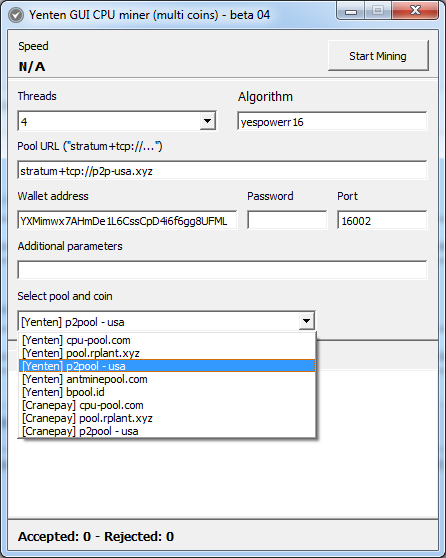 Yenten GUI CPU miner (multi coins) - beta 04
Speed
N/A
Start Mining
Threads
Algorithm
4
yespowerr16
Pool URL ("stratum+tcp://...")
stratum+tcp://p2p-usa.xyz
Wallet address
Password
Port
YXMimwx7AHmDe1L6CssCpD4i6f6gg8UFML
16002
Additional parameters
Select pool and coin
[Yenten] p2pool - usa
[Yenten] cpu-pool.com
[Yenten] pool.rplant.xyz
[Yenten] p2pool - usa
[Yenten] antminepool.com
[Yenten] bpool.id
[Cranepay] cpu-pool.com
[Cranepay] pool.rplant.xyz
[Cranepay] p2pool - usa
Accepted: 0 - Rejected: 0